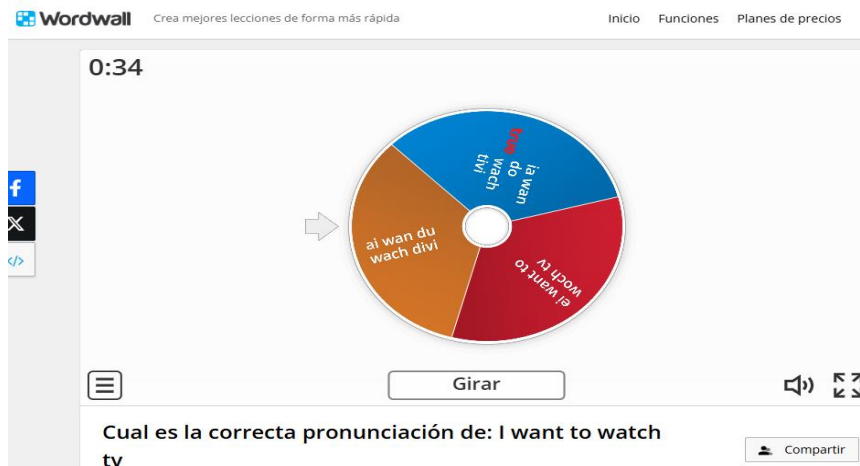 Wordwall
Crea mejores lecciones de forma más rápida
Inicio Funciones Planes de precios
0:34
ia wan
true do
wach
tivi
ai wan du
wach divi
ei want to
woch tv
Girar
Cual es la correcta pronunciación de: I want to watch
tv
Compartir